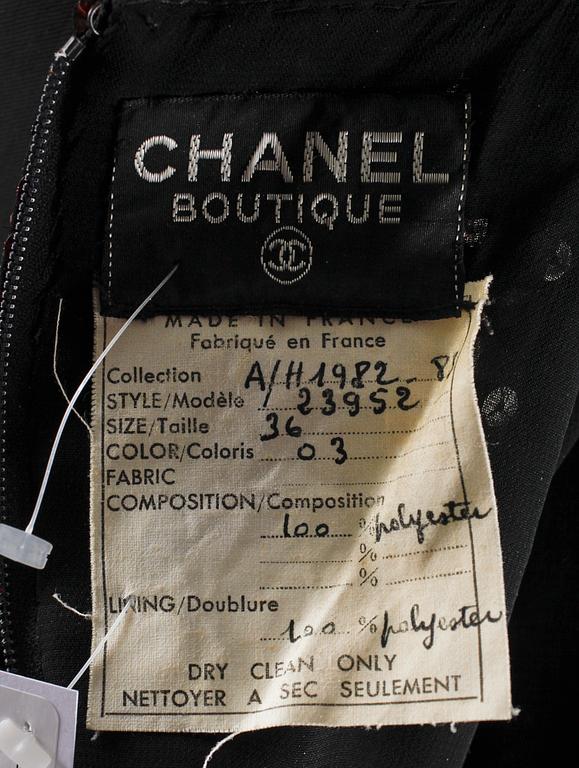 CHANEL
BOUTIQUE
MADE IN FRANCE
Fabriqué en France
Collection A/H 1982 - 8
STYLE/Modèle 23952
SIZE/Taille 36
COLOR/Coloris 03
FABRIC
COMPOSITION/Composition
100 % polyester
%
%
LINING/Doublure
100 % polyester
DRY CLEAN ONLY
NETTOYER A SEC SEULEMENT